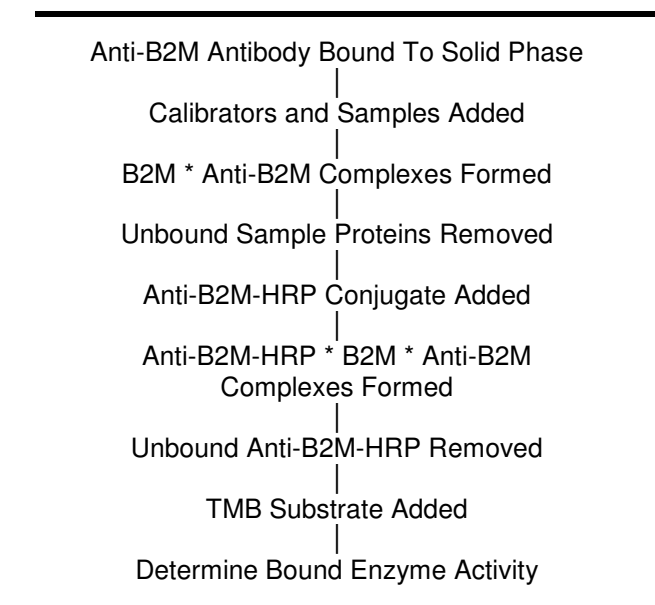 Anti-B2M Antibody Bound To Solid Phase
Calibrators and Samples Added
B2M * Anti-B2M Complexes Formed
Unbound Sample Proteins Removed
Anti-B2M-HRP Conjugate Added
Anti-B2M-HRP * B2M * Anti-B2M
Complexes Formed
Unbound Anti-B2M-HRP Removed
TMB Substrate Added
Determine Bound Enzyme Activity